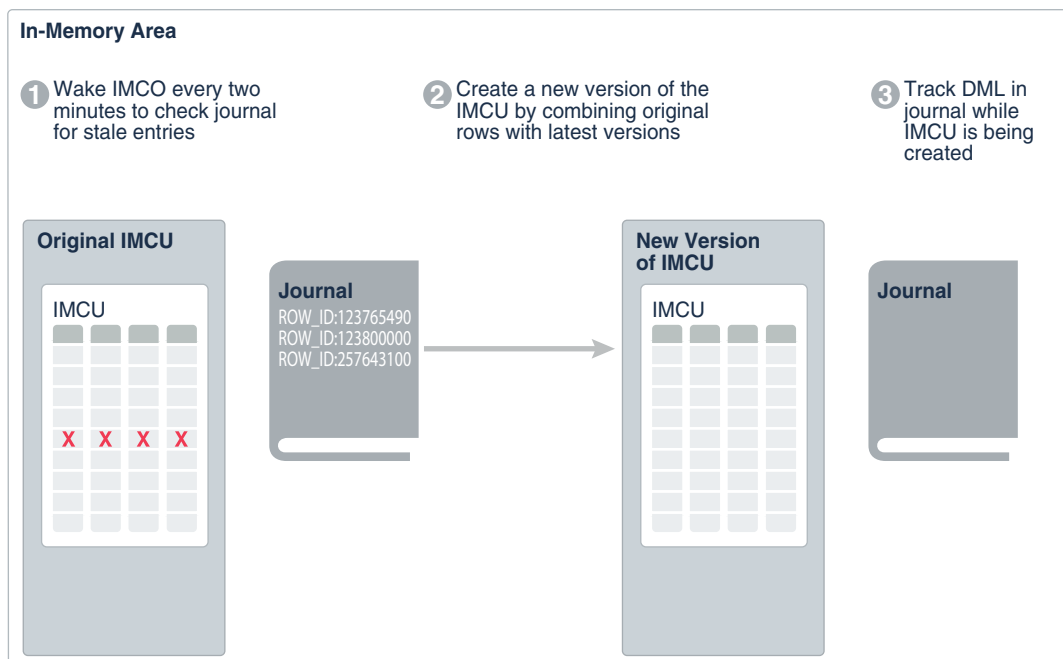 In-Memory Area
1
Wake IMCO every two
minutes to check journal
for stale entries
2
Create a new version of the
IMCU by combining original
rows with latest versions
3
Track DML in
journal while
IMCU is being
created
Original IMCU
IMCU
X X X X
Journal
ROW_ID:123765490
ROW_ID:123800000
ROW_ID:257643100
New Version
of IMCU
IMCU
Journal